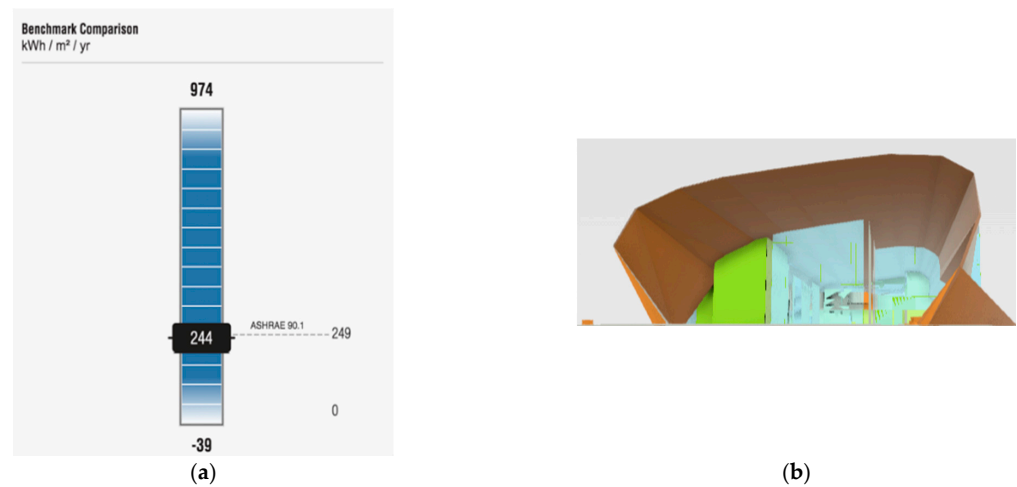 Benchmark Comparison
kWh / m² / yr
974
244
ASHRAE 90.1
249
0
-39
(a)
(b)